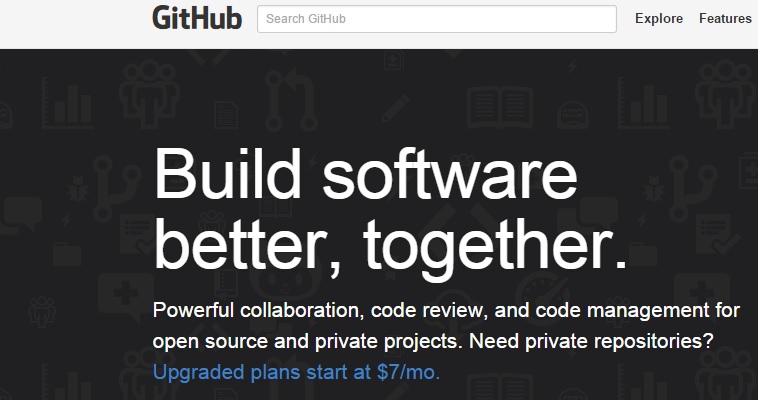 GitHub Search GitHub Explore Features
Build software
better, together.
Powerful collaboration, code review, and code management for
open source and private projects. Need private repositories?
Upgraded plans start at $7/mo.